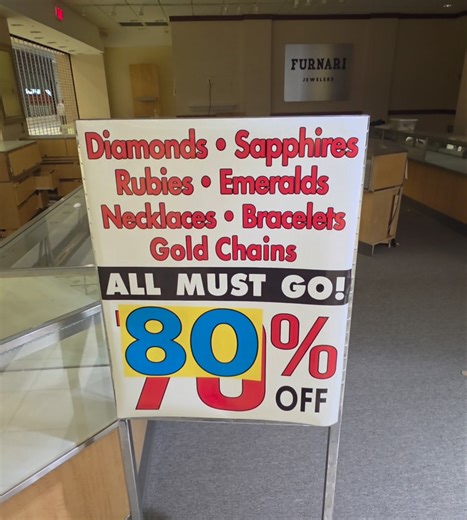 FURNARI
JEWELERS
Diamonds • Sapphires
Rubies • Emeralds
Necklaces • Bracelets
Gold Chains
ALL MUST GO!
80%
OFF